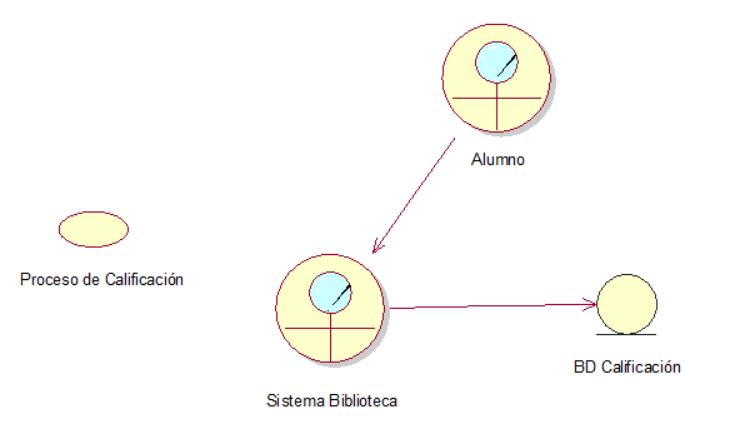 Alumno
Proceso de Calificación
BD Calificación
Sistema Biblioteca